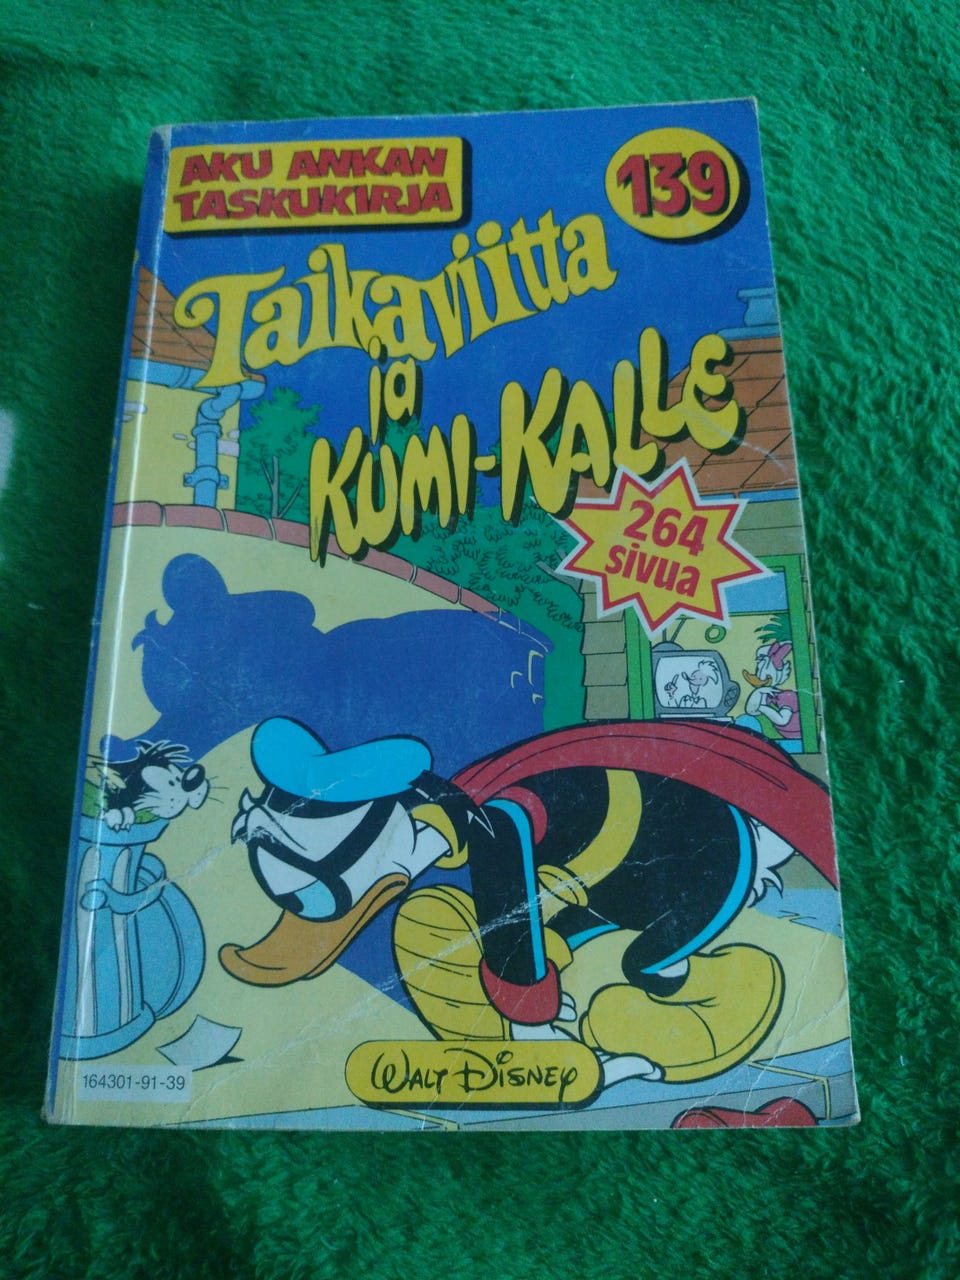 AKU ANKAN
TASKUKIRJA
139
Taikaviitta
ja
KUMI-KALLE
264
sivua
164301-91-39
WALT DISNEY